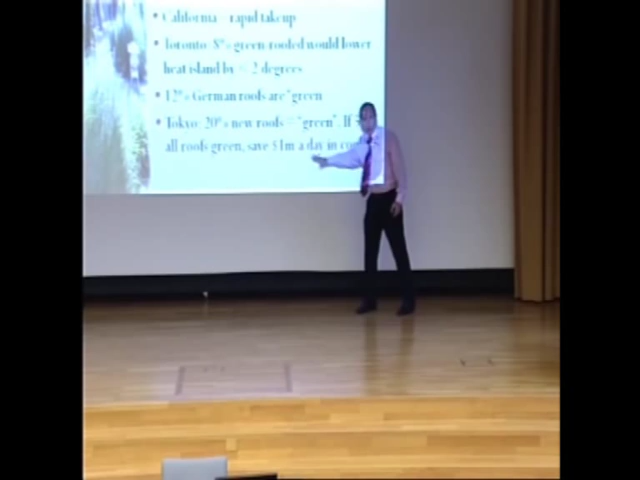 • California – rapid takeup
• Toronto: 8% green-roofed would lower
heat island by 2 degrees
• 12% German roofs are "green
• Tokyo: 20% new roofs = "green". If
all roofs green, save $1m a day in